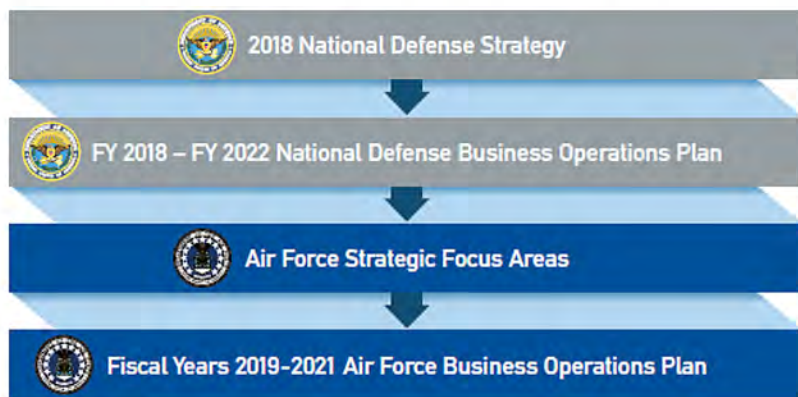 2018 National Defense Strategy
FY 2018 – FY 2022 National Defense Business Operations Plan
Air Force Strategic Focus Areas
Fiscal Years 2019-2021 Air Force Business Operations Plan